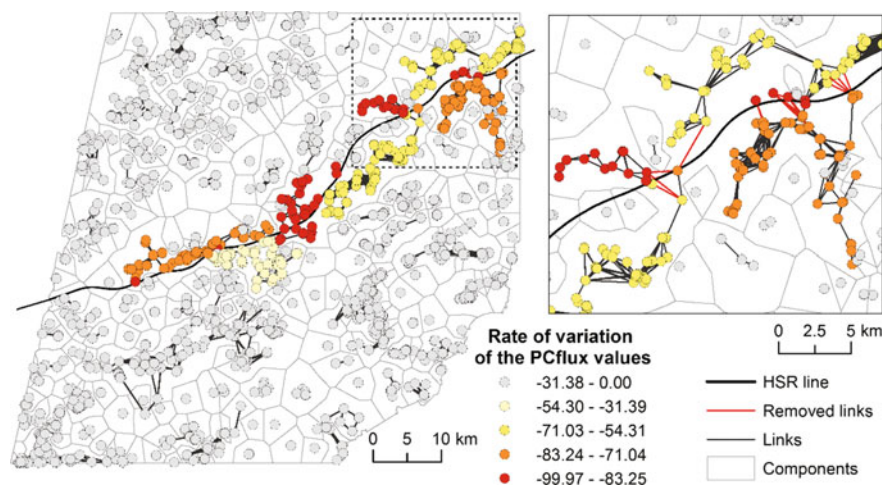 0 2.5 5 km
Rate of variation
of the PCflux values
-31.38 - 0.00
-54.30 - -31.39
-71.03 - -54.31
-83.24 - -71.04
-99.97 - -83.25
0 10 km
HSR line
Removed links
Links
Components